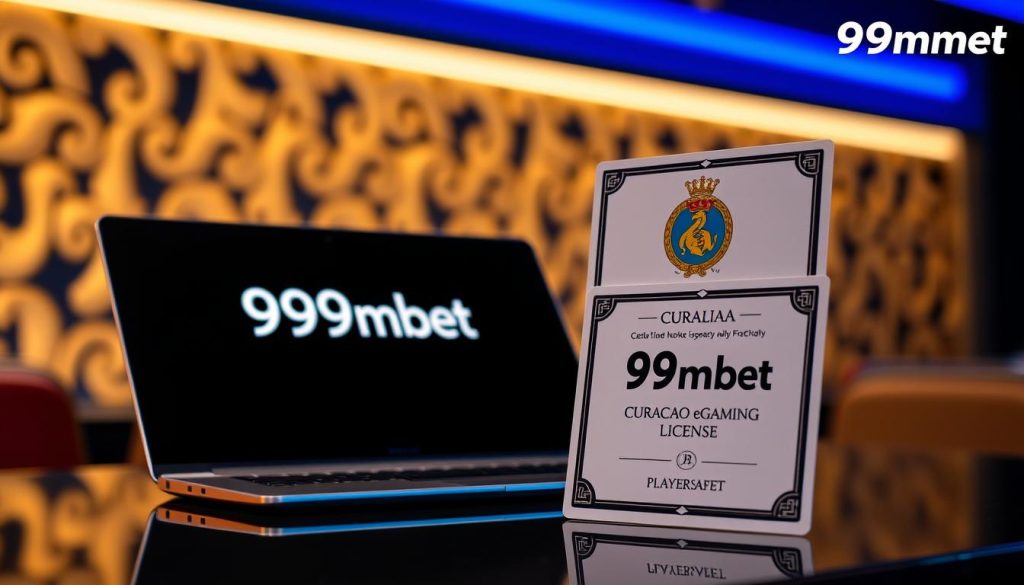 99mmet
999mbet
CURALIAA
99mbet
CURACAO eGAMING
LICENSE
PLAYERSAFET